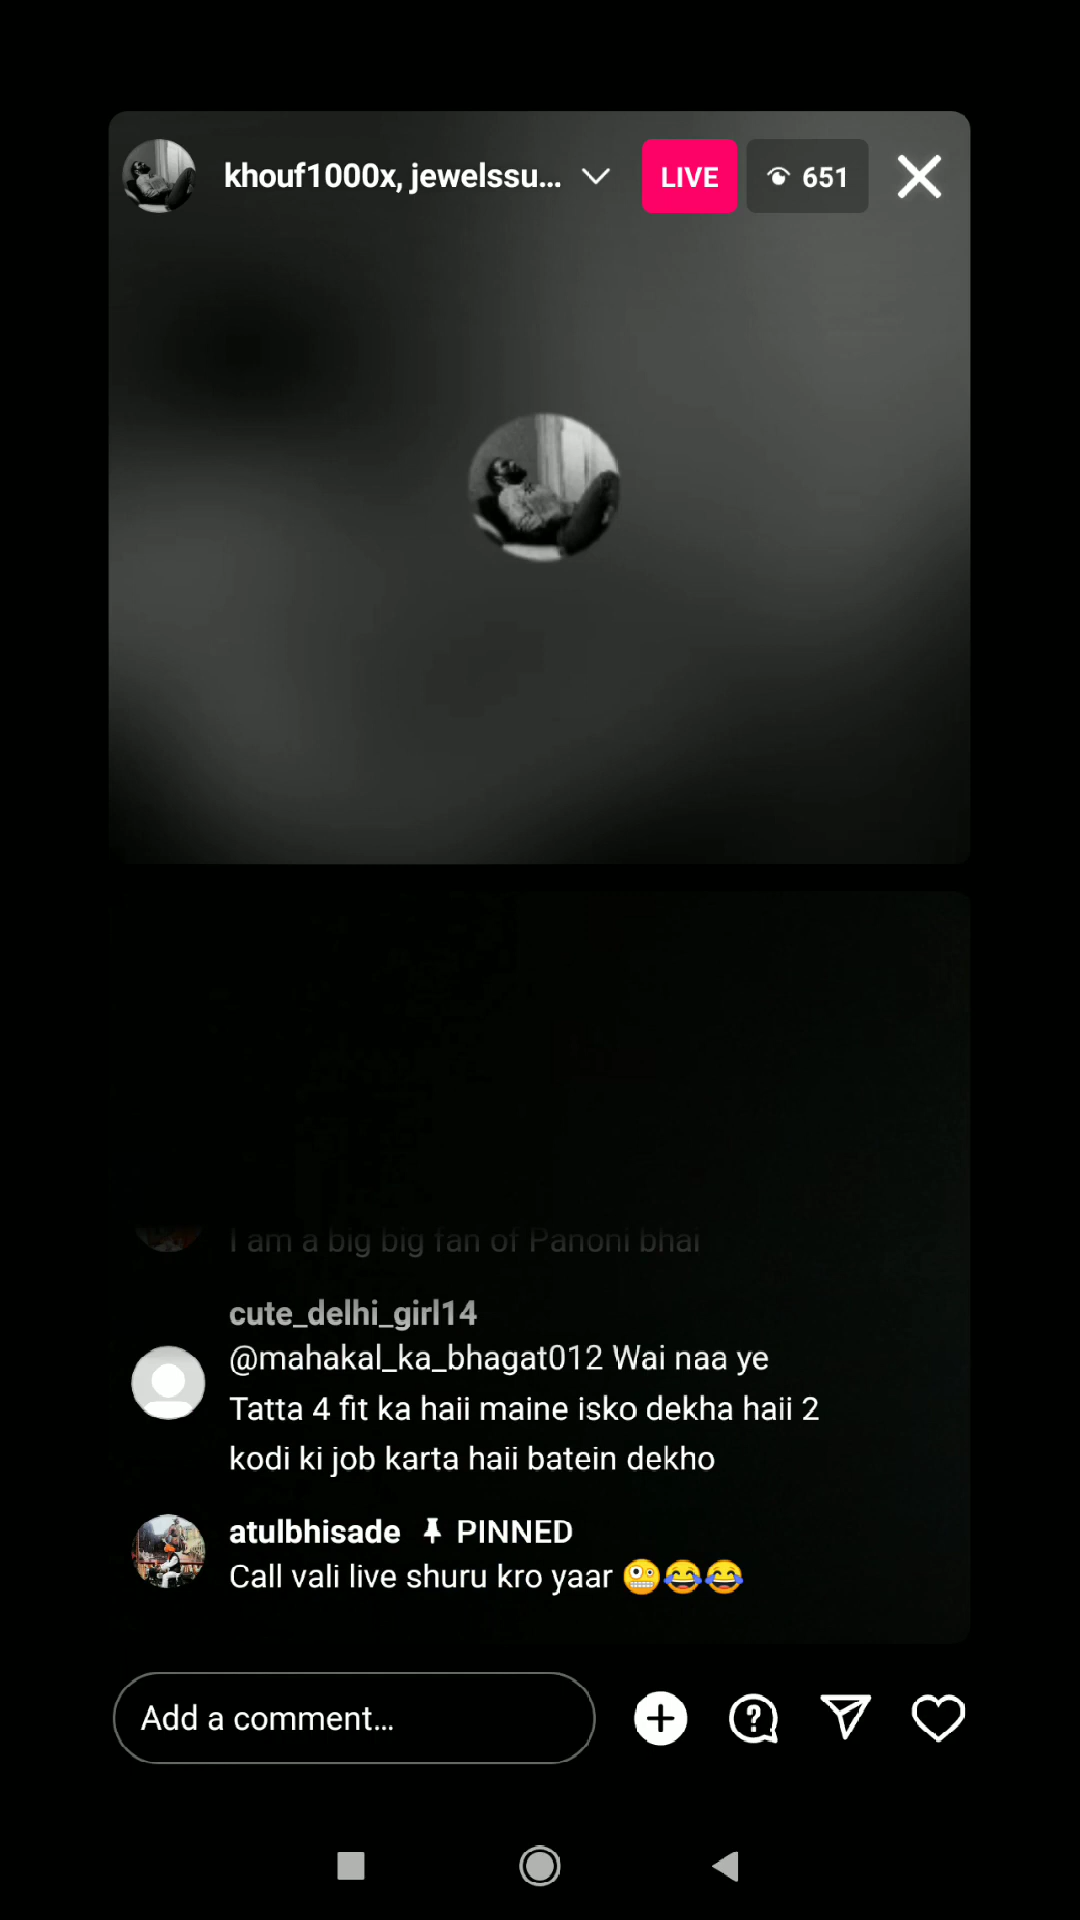 khouf1000x, jewelssu...
LIVE
651
I am a big big fan of Panoni bhai
cute_delhi_girl14
@mahakal_ka_bhagat012 Wai naa ye
Tatta 4 fit ka haii maine isko dekha haii 2
kodi ki job karta haii batein dekho
atulbhisade PINNED
Call vali live shuru kro yaar 🤪😂😂
Add a comment...